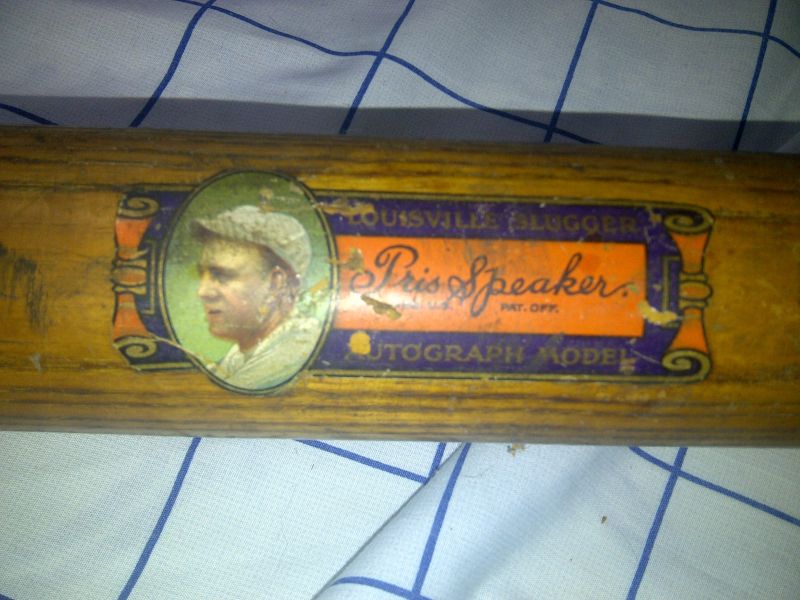 LOUISVILLE SLUGGER
Tris Speaker.
U.S. PAT. OFF.
AUTOGRAPH MODEL